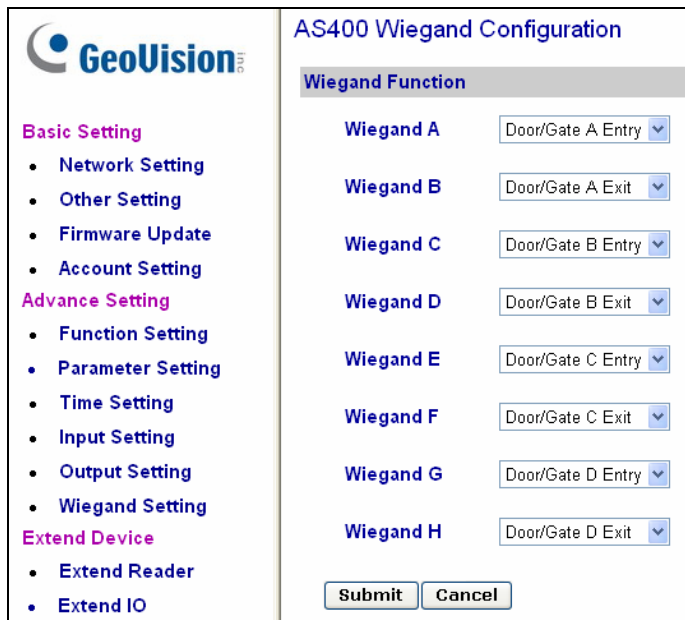 GeoVision inc
Basic Setting
Network Setting
Other Setting
Firmware Update
Account Setting
Advance Setting
Function Setting
Parameter Setting
Time Setting
Input Setting
Output Setting
Wiegand Setting
Extend Device
Extend Reader
Extend IO
AS400 Wiegand Configuration
Wiegand Function
Wiegand A Door/Gate A Entry
Wiegand B Door/Gate A Exit
Wiegand C Door/Gate B Entry
Wiegand D Door/Gate B Exit
Wiegand E Door/Gate C Entry
Wiegand F Door/Gate C Exit
Wiegand G Door/Gate D Entry
Wiegand H Door/Gate D Exit
Submit Cancel